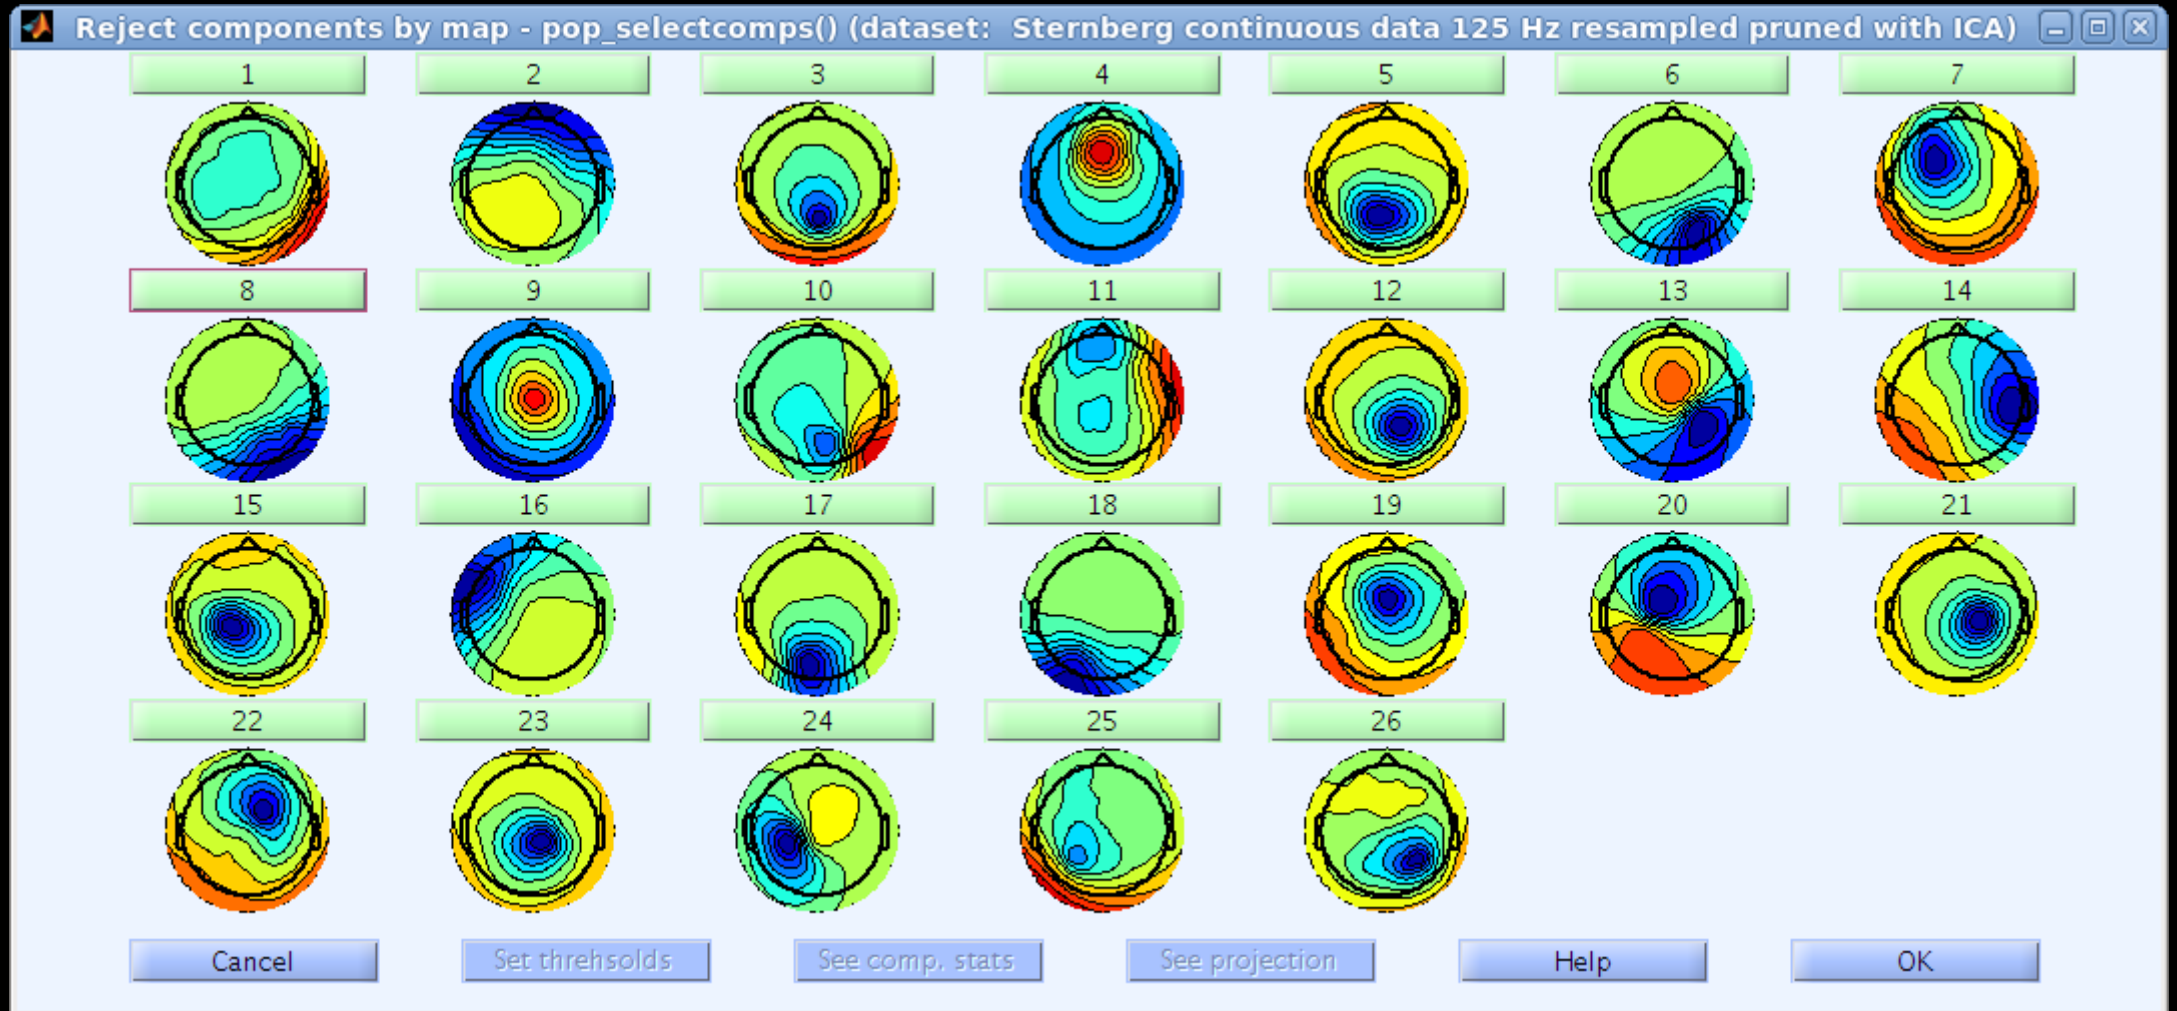 Reject components by map - pop_selectcomps() (dataset:  Sternberg continuous data 125 Hz resampled pruned with ICA)
1 2 3 4 5 6 7
8 9 10 11 12 13 14
15 16 17 18 19 20 21
22 23 24 25 26
Cancel Set threhsolds See comp. stats See projection Help OK